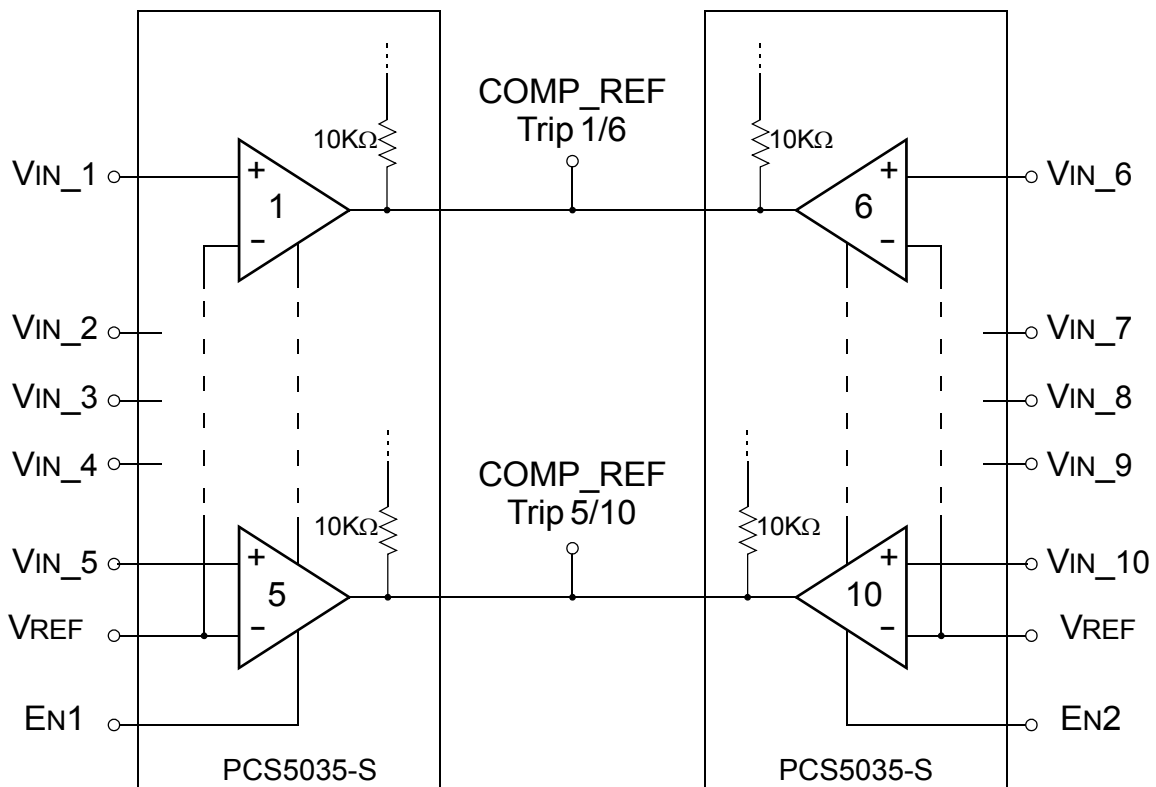 COMP_REF
Trip 1/6
10KΩ
10KΩ
VIN_1
+
1
−
+
6
−
VIN_6
VIN_2
VIN_7
VIN_3
VIN_8
VIN_4
VIN_9
COMP_REF
Trip 5/10
10KΩ
10KΩ
VIN_5
+
5
−
+
10
−
VIN_10
VREF
VREF
EN1
EN2
PCS5035-S
PCS5035-S